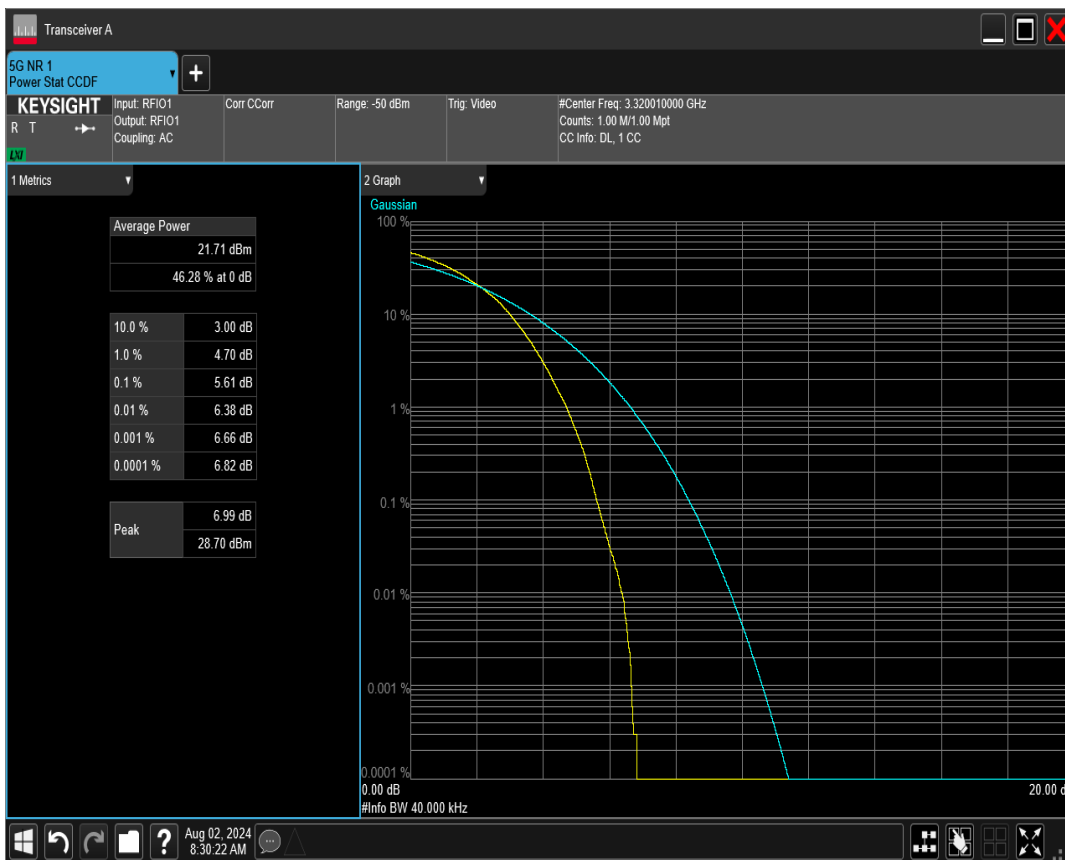 Transceiver A
5G NR 1
Power Stat CCDF
KEYSIGHT
R T
LXI
Input: RFIO1
Output: RFIO1
Coupling: AC
Corr CCorr
Range: -50 dBm
Trig: Video
#Center Freq: 3.320010000 GHz
Counts: 1.00 M/1.00 Mpt
CC Info: DL, 1 CC
1 Metrics
Average Power
21.71 dBm
46.28 % at 0 dB
10.0 % 3.00 dB
1.0 % 4.70 dB
0.1 % 5.61 dB
0.01 % 6.38 dB
0.001 % 6.66 dB
0.0001 % 6.82 dB
Peak
6.99 dB
28.70 dBm
2 Graph
Gaussian
100 %
10 %
1 %
0.1 %
0.01 %
0.001 %
0.0001 %
0.00 dB
20.00 d
#Info BW 40.000 kHz
?
Aug 02, 2024
8:30:22 AM